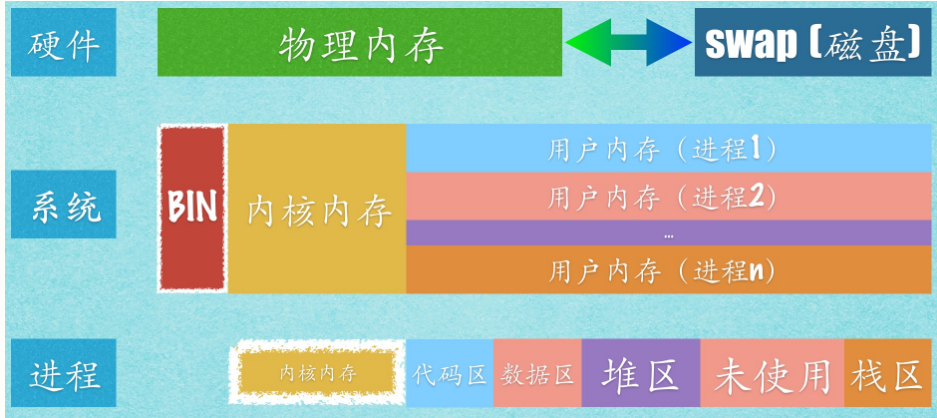 硬件 物理内存 swap (磁盘)
用户内存（进程1）
用户内存（进程2）
系统 BIN 内核内存
…
用户内存（进程n）
进程 内核内存 代码区 数据区 堆区 未使用 栈区